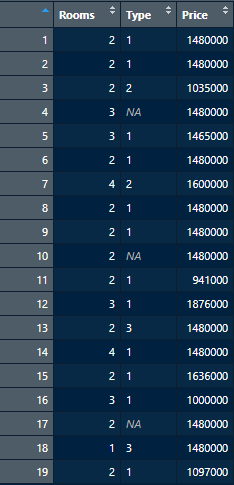 Rooms Type Price
1 2 1 1480000
2 2 1 1480000
3 2 2 1035000
4 3 NA 1480000
5 3 1 1465000
6 2 1 1480000
7 4 2 1600000
8 2 1 1480000
9 2 1 1480000
10 2 NA 1480000
11 2 1 941000
12 3 1 1876000
13 2 3 1480000
14 4 1 1480000
15 2 1 1636000
16 3 1 1000000
17 2 NA 1480000
18 1 3 1480000
19 2 1 1097000